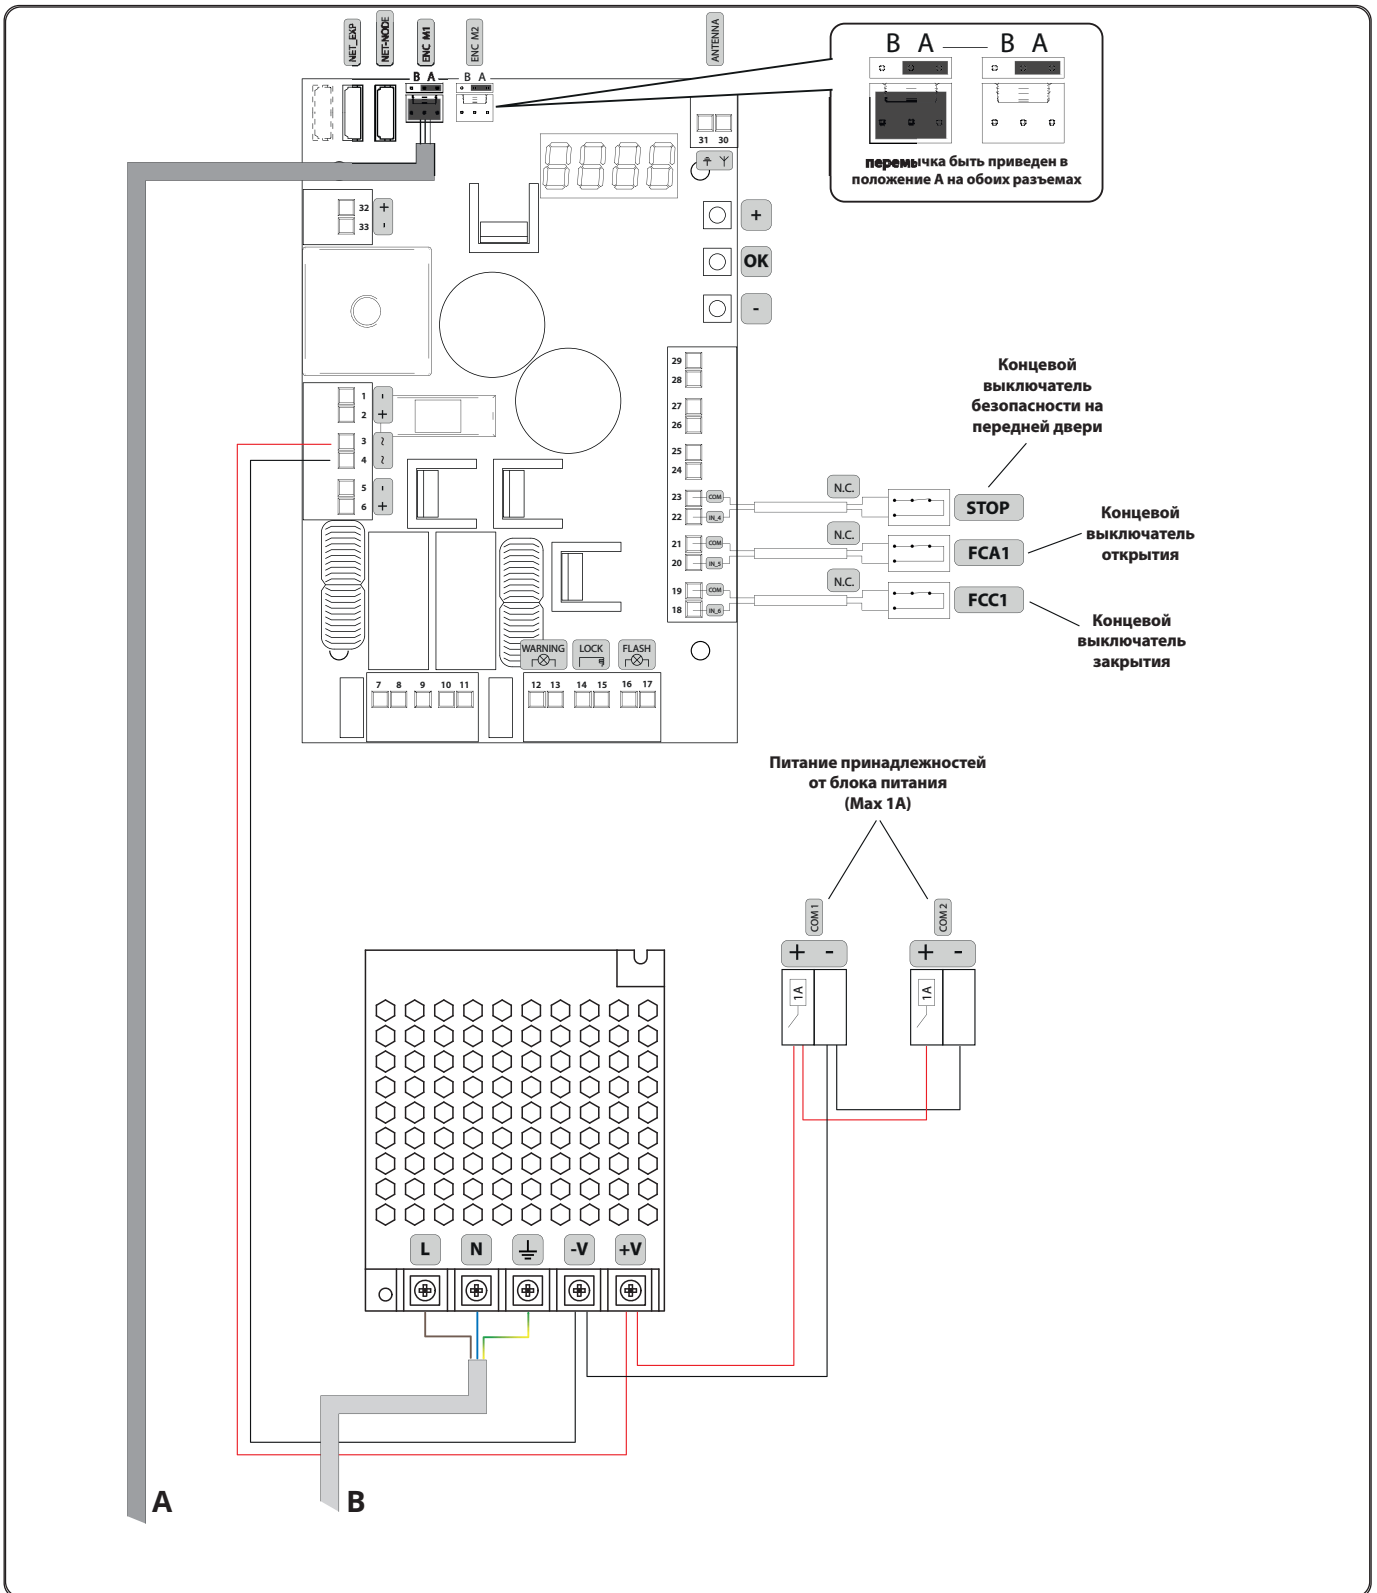 NET_EXP
NET-NODE
ENC M1
ENC M2
ANTENNA
B A
B A
B A
B A
перемычка быть приведен в
положение А на обоих разъемах
31 30
32 +
33 -
+
OK
-
1 -
2 +
3 ~
4 ~
5 -
6 +
29
28
27
26
25
24
23 COM
22 IN_4
21 COM
20 IN_5
19 COM
18 IN_6
N.C.
STOP
N.C.
FCA1
N.C.
FCC1
Концевой
выключатель
безопасности на
передней двери
Концевой
выключатель
открытия
Концевой
выключатель
закрытия
WARNING
LOCK
FLASH
7 8 9 10 11
12 13 14 15 16 17
Питание принадлежностей
от блока питания
(Max 1A)
COM 1
+ -
1A
COM 2
+ -
1A
L
N
-V
+V
A
B